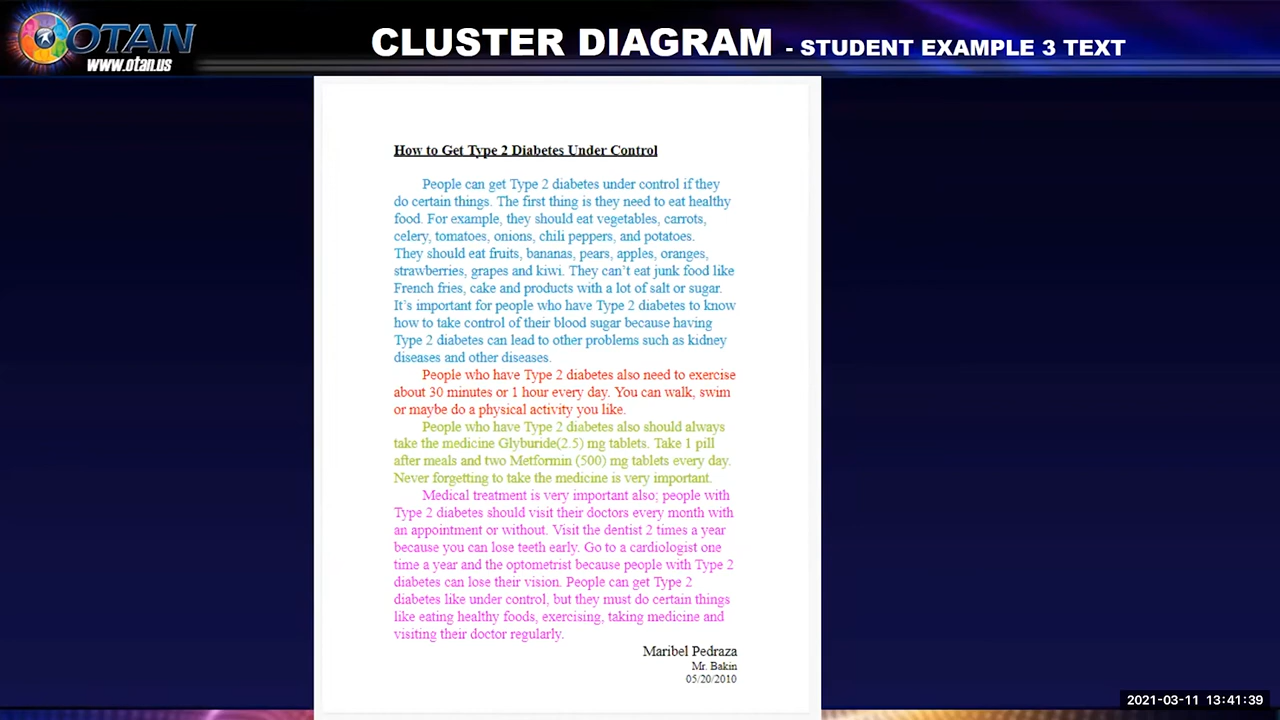 OTAN
www.otan.us
CLUSTER DIAGRAM - STUDENT EXAMPLE 3 TEXT
How to Get Type 2 Diabetes Under Control
People can get Type 2 diabetes under control if they
do certain things. The first thing is they need to eat healthy
food. For example, they should eat vegetables, carrots,
celery, tomatoes, onions, chili peppers, and potatoes.
They should eat fruits, bananas, pears, apples, oranges,
strawberries, grapes and kiwi. They can't eat junk food like
French fries, cake and products with a lot of salt or sugar.
It's important for people who have Type 2 diabetes to know
how to take control of their blood sugar because having
Type 2 diabetes can lead to other problems such as kidney
diseases and other diseases.
People who have Type 2 diabetes also need to exercise
about 30 minutes or 1 hour every day. You can walk, swim
or maybe do a physical activity you like.
People who have Type 2 diabetes also should always
take the medicine Glyburide(2.5) mg tablets. Take 1 pill
after meals and two Metformin (500) mg tablets every day.
Never forgetting to take the medicine is very important.
Medical treatment is very important also; people with
Type 2 diabetes should visit their doctors every month with
an appointment or without. Visit the dentist 2 times a year
because you can lose teeth early. Go to a cardiologist one
time a year and the optometrist because people with Type 2
diabetes can lose their vision. People can get Type 2
diabetes like under control, but they must do certain things
like eating healthy foods, exercising, taking medicine and
visiting their doctor regularly.
Maribel Pedraza
Mr. Bakin
05/20/2010
2021-03-11 13:41:39